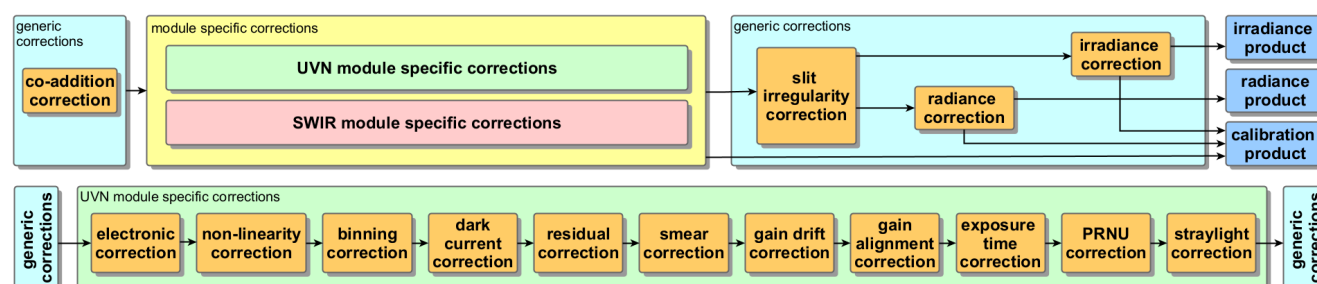 generic
corrections
co-addition
correction
module specific corrections
UVN module specific corrections
SWIR module specific corrections
generic corrections
slit
irregularity
correction
radiance
correction
irradiance
correction
irradiance
product
radiance
product
calibration
product
generic
corrections
UVN module specific corrections
electronic
correction
non-linearity
correction
binning
correction
dark
current
correction
residual
correction
smear
correction
gain drift
correction
gain
alignment
correction
exposure
time
correction
PRNU
correction
straylight
correction
generic
corrections